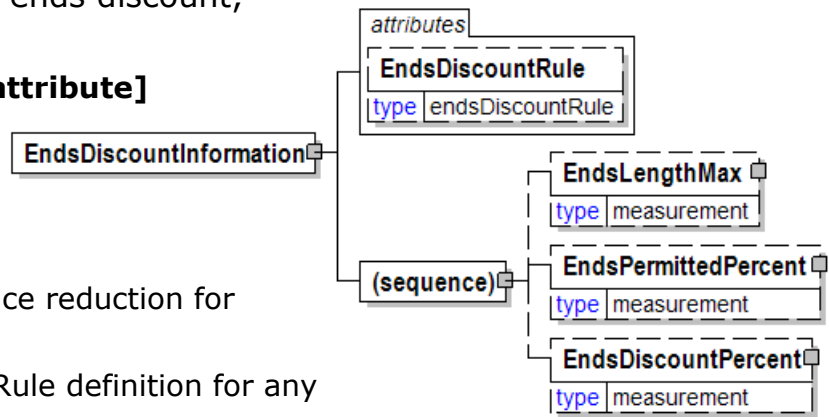 ends discount,
attribute]
ce reduction for
Rule definition for any
attributes
EndsDiscountRule
type endsDiscountRule
EndsDiscountInformation
(sequence)
EndsLengthMax
type measurement
EndsPermittedPercent
type measurement
EndsDiscountPercent
type measurement